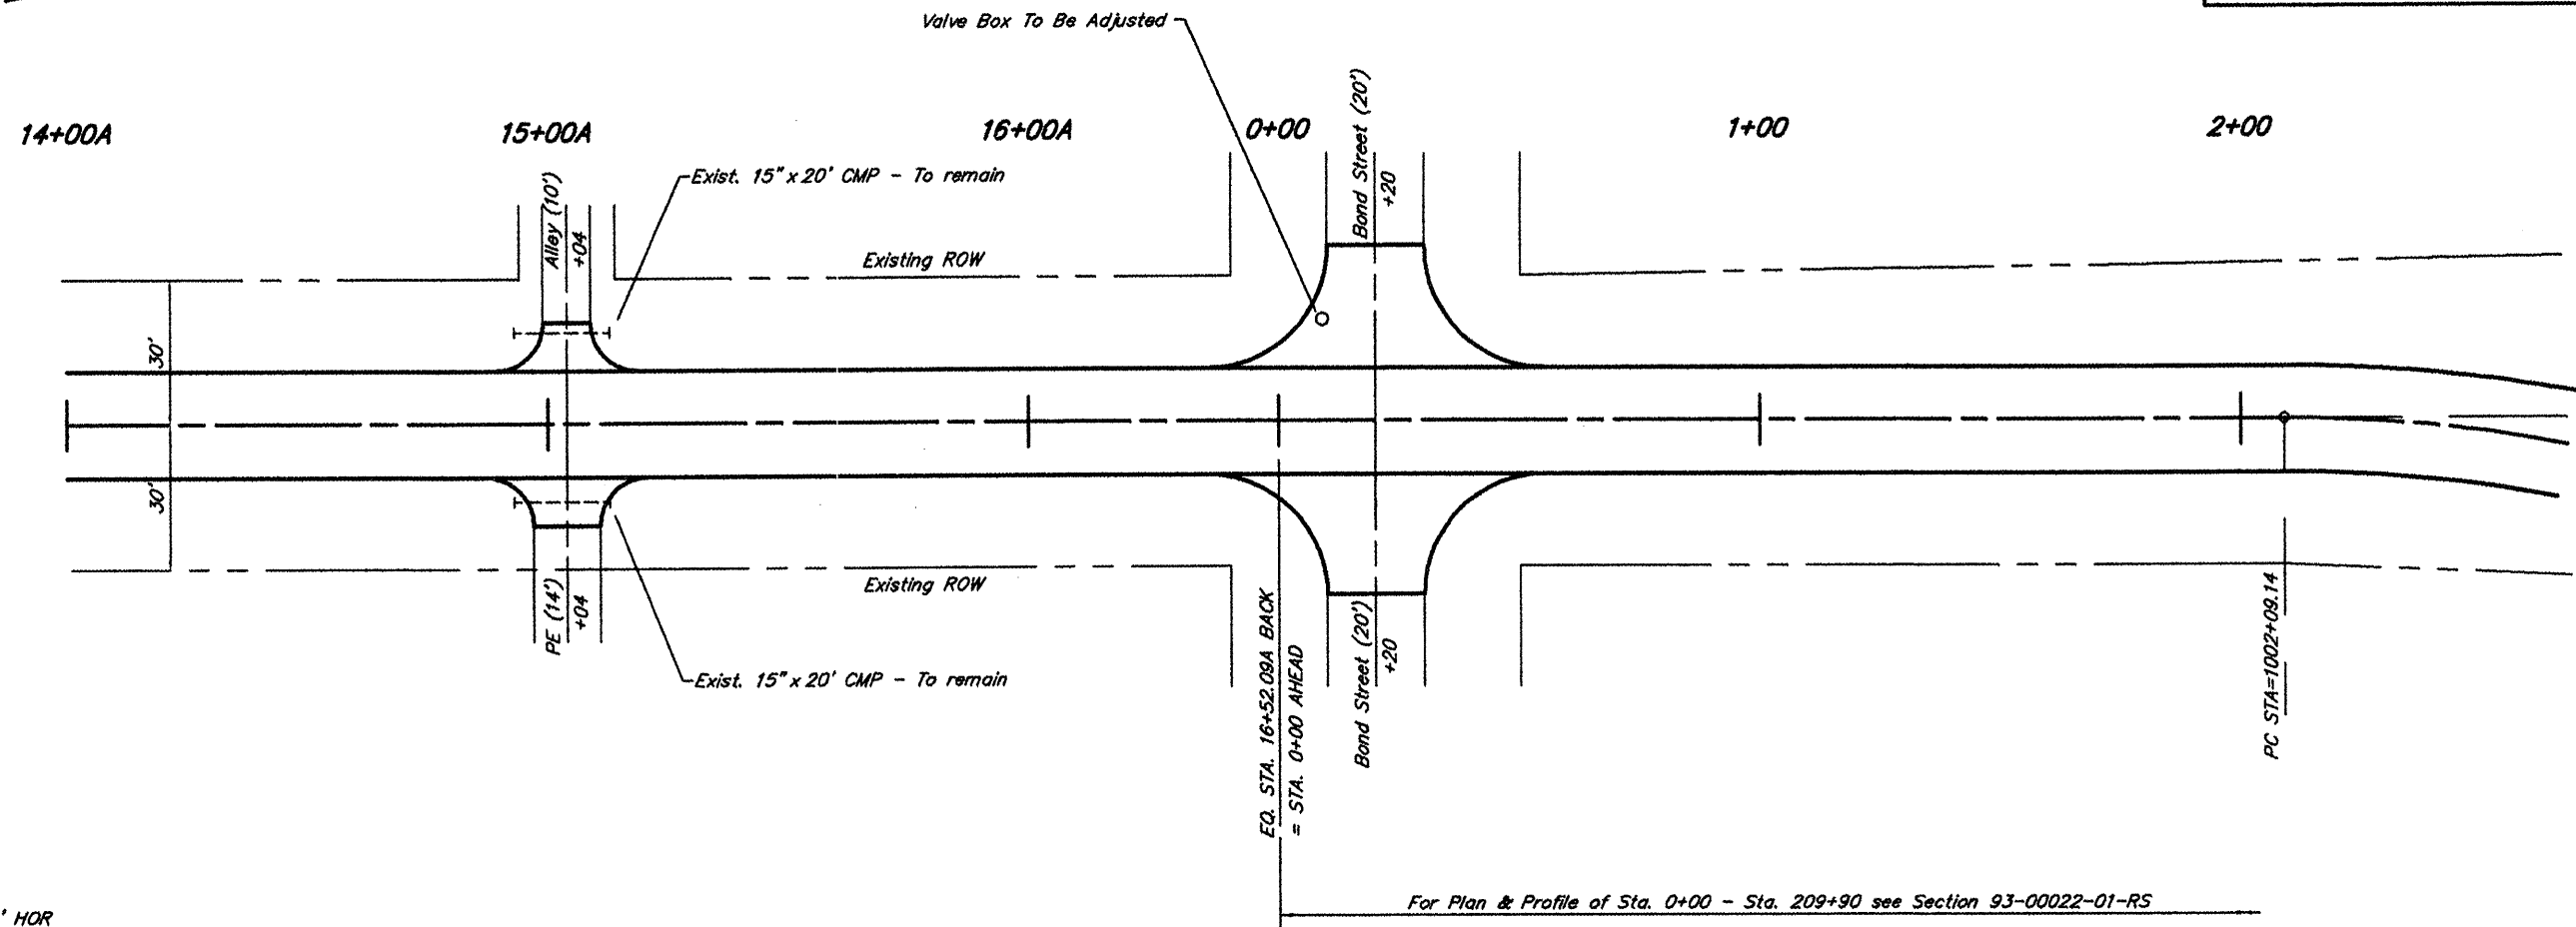 Valve Box To Be Adjusted
14+00A
15+00A
16+00A
0+00
1+00
2+00
Bond Street (20')
+20
Exist. 15" x 20' CMP - To remain
Alley (10')
+04
Existing ROW
30'
30'
Existing ROW
PE (14')
+04
Exist. 15" x 20' CMP - To remain
EQ. STA. 16+52.09A BACK
= STA. 0+00 AHEAD
Bond Street (20')
+20
PC STA=1002+09.14
For Plan & Profile of Sta. 0+00 - Sta. 209+90 see Section 93-00022-01-RS
' HOR